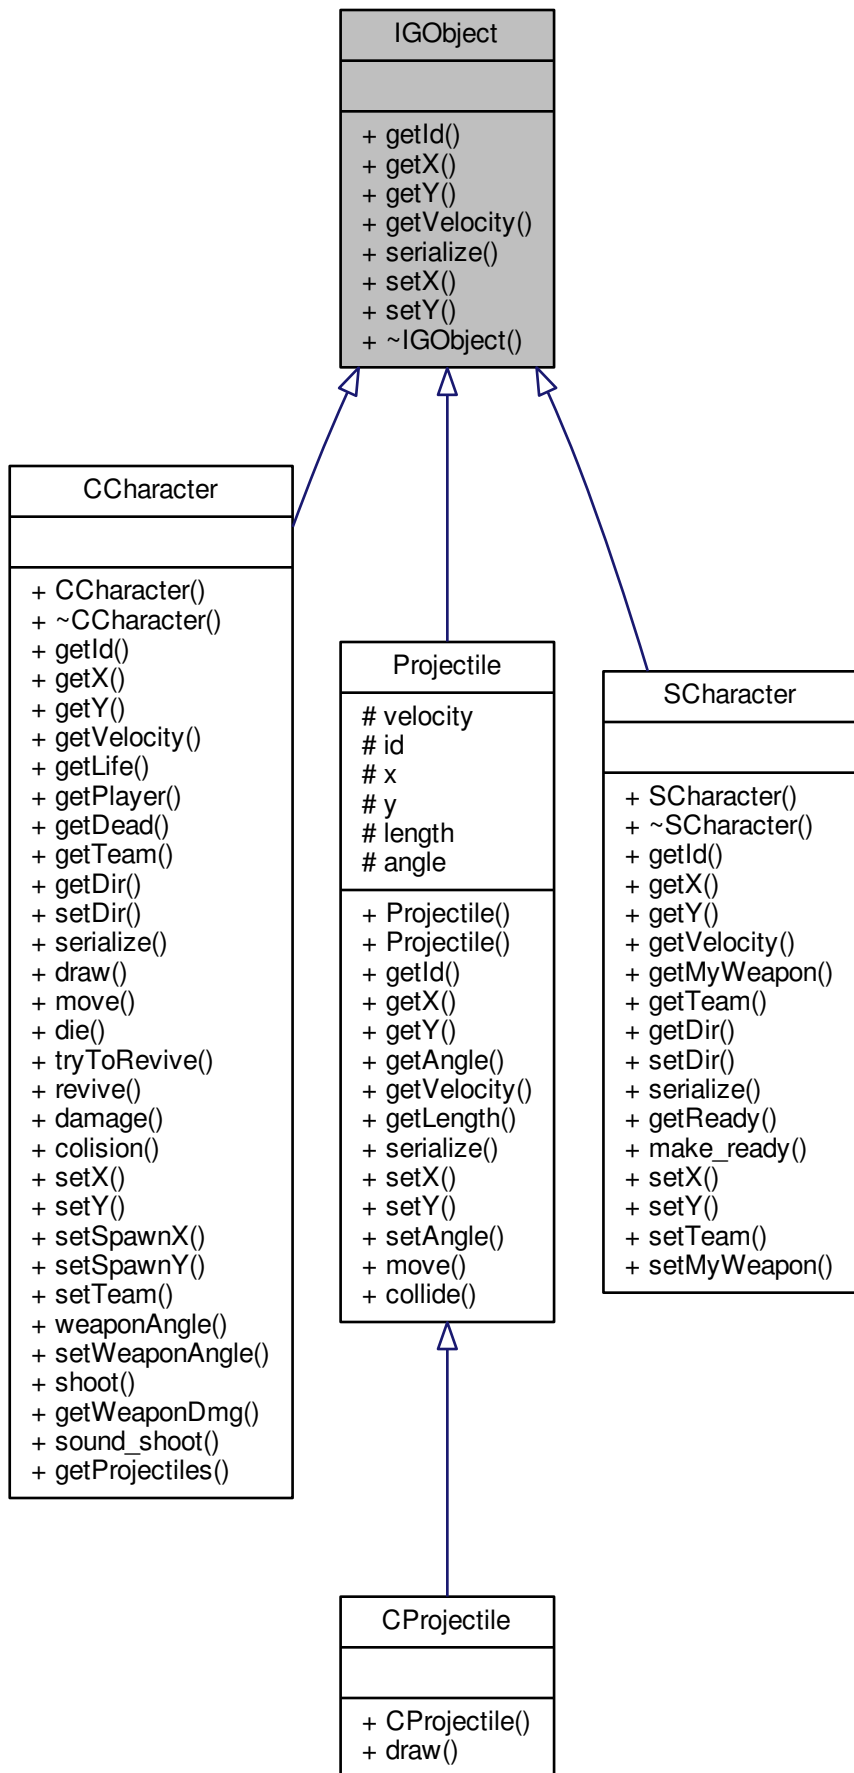 IGObject
+ getId()
+ getX()
+ getY()
+ getVelocity()
+ serialize()
+ setX()
+ setY()
+ ~IGObject()
CCharacter
+ CCharacter()
+ ~CCharacter()
+ getId()
+ getX()
+ getY()
+ getVelocity()
+ getLife()
+ getPlayer()
+ getDead()
+ getTeam()
+ getDir()
+ setDir()
+ serialize()
+ draw()
+ move()
+ die()
+ tryToRevive()
+ revive()
+ damage()
+ colision()
+ setX()
+ setY()
+ setSpawnX()
+ setSpawnY()
+ setTeam()
+ weaponAngle()
+ setWeaponAngle()
+ shoot()
+ getWeaponDmg()
+ sound_shoot()
+ getProjectiles()
Projectile
# velocity
# id
# x
# y
# length
# angle
+ Projectile()
+ Projectile()
+ getId()
+ getX()
+ getY()
+ getAngle()
+ getVelocity()
+ getLength()
+ serialize()
+ setX()
+ setY()
+ setAngle()
+ move()
+ collide()
SCharacter
+ SCharacter()
+ ~SCharacter()
+ getId()
+ getX()
+ getY()
+ getVelocity()
+ getMyWeapon()
+ getTeam()
+ getDir()
+ setDir()
+ serialize()
+ getReady()
+ make_ready()
+ setX()
+ setY()
+ setTeam()
+ setMyWeapon()
CProjectile
+ CProjectile()
+ draw()